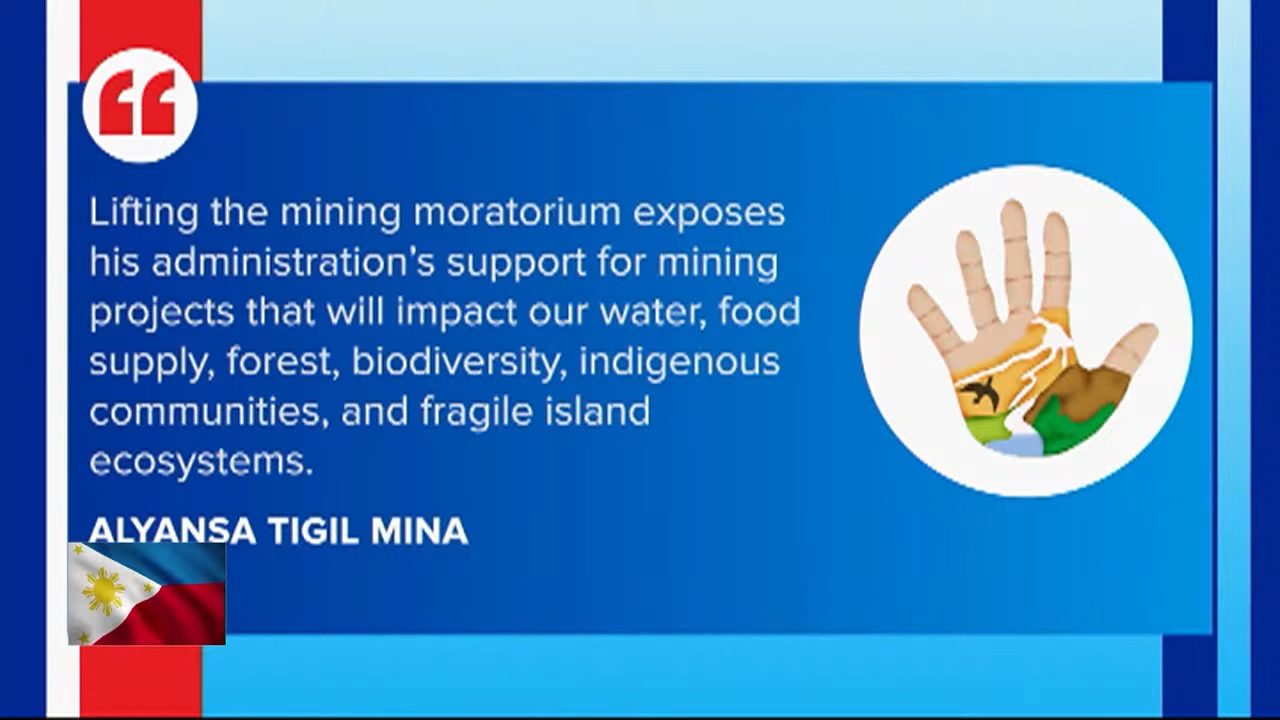 Lifting the mining moratorium exposes
his administration's support for mining
projects that will impact our water, food
supply, forest, biodiversity, indigenous
communities, and fragile island
ecosystems.
ALYANSA TIGIL MINA